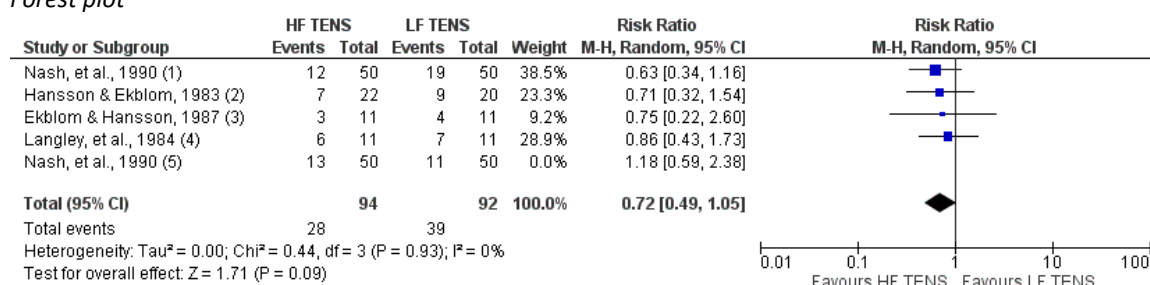 Forest plot
HF TENS LF TENS Risk Ratio Risk Ratio
Study or Subgroup Events Total Events Total Weight M-H, Random, 95% CI M-H, Random, 95% CI
Nash, et al., 1990 (1) 12 50 19 50 38.5% 0.63 [0.34, 1.16]
Hansson & Ekblom, 1983 (2) 7 22 9 20 23.3% 0.71 [0.32, 1.54]
Ekblom & Hansson, 1987 (3) 3 11 4 11 9.2% 0.75 [0.22, 2.60]
Langley, et al., 1984 (4) 6 11 7 11 28.9% 0.86 [0.43, 1.73]
Nash, et al., 1990 (5) 13 50 11 50 0.0% 1.18 [0.59, 2.38]
Total (95% CI) 94 92 100.0% 0.72 [0.49, 1.05]
Total events 28 39
Heterogeneity: Tau² = 0.00; Chi² = 0.44, df = 3 (P = 0.93); I² = 0%
Test for overall effect: Z = 1.71 (P = 0.09)
0.01 0.1 1 10 100
Favours HF TENS Favours LF TENS